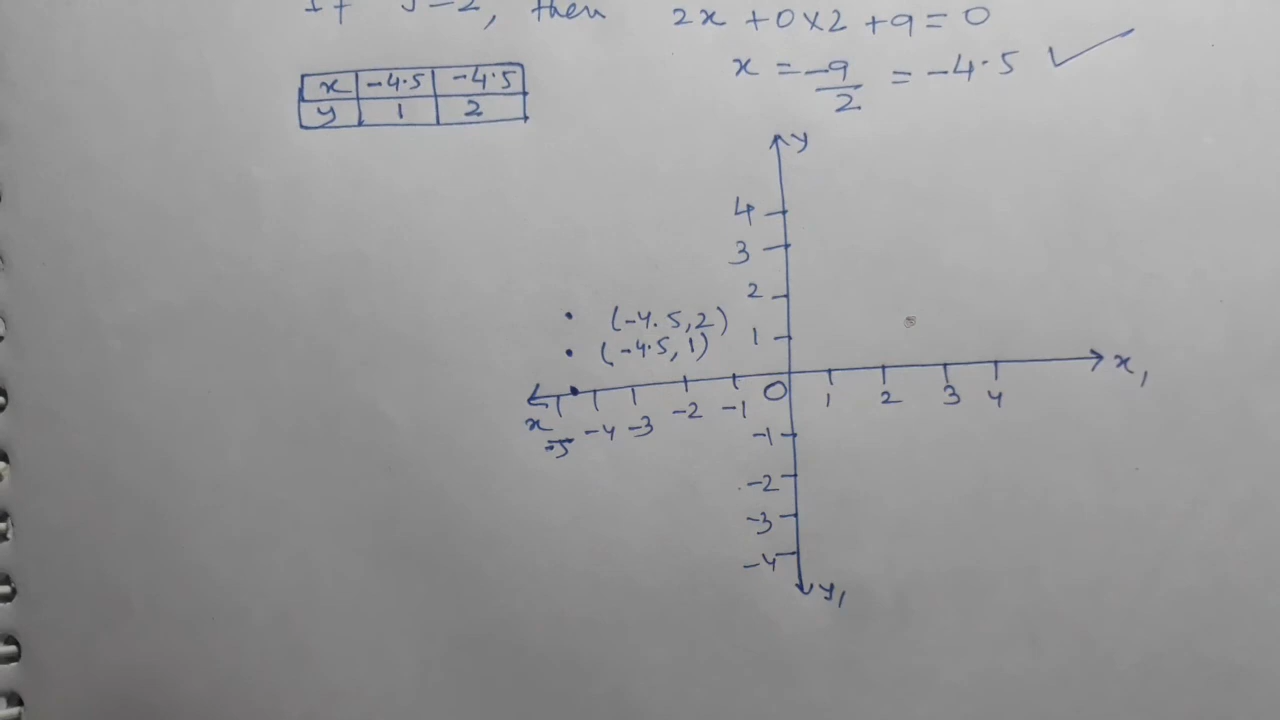 If y=2, then 2x + 0×2 + 9 = 0
x = -9/2 = -4.5 ✓
x -4.5 -4.5
y 1 2
y
4
3
2
1
(-4.5, 2)
(-4.5, 1)
x -5 -4 -3 -2 -1 O 1 2 3 4 x₁
-1
-2
-3
-4
y₁